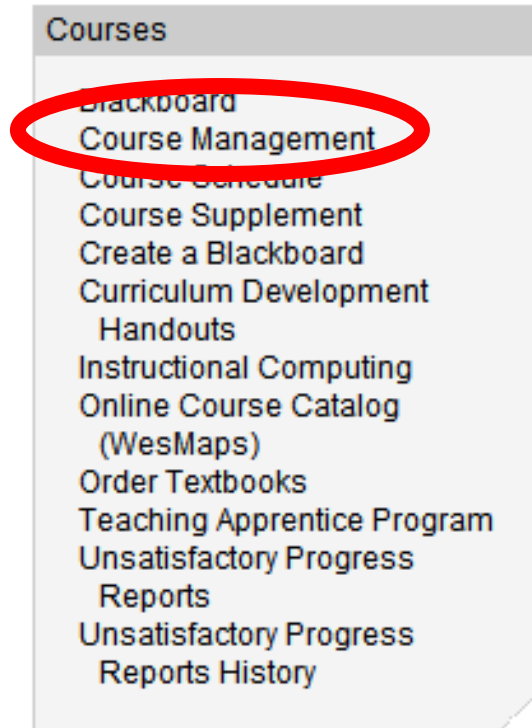 Courses
Blackboard
Course Management
Course Schedule
Course Supplement
Create a Blackboard
Curriculum Development
Handouts
Instructional Computing
Online Course Catalog
(WesMaps)
Order Textbooks
Teaching Apprentice Program
Unsatisfactory Progress
Reports
Unsatisfactory Progress
Reports History